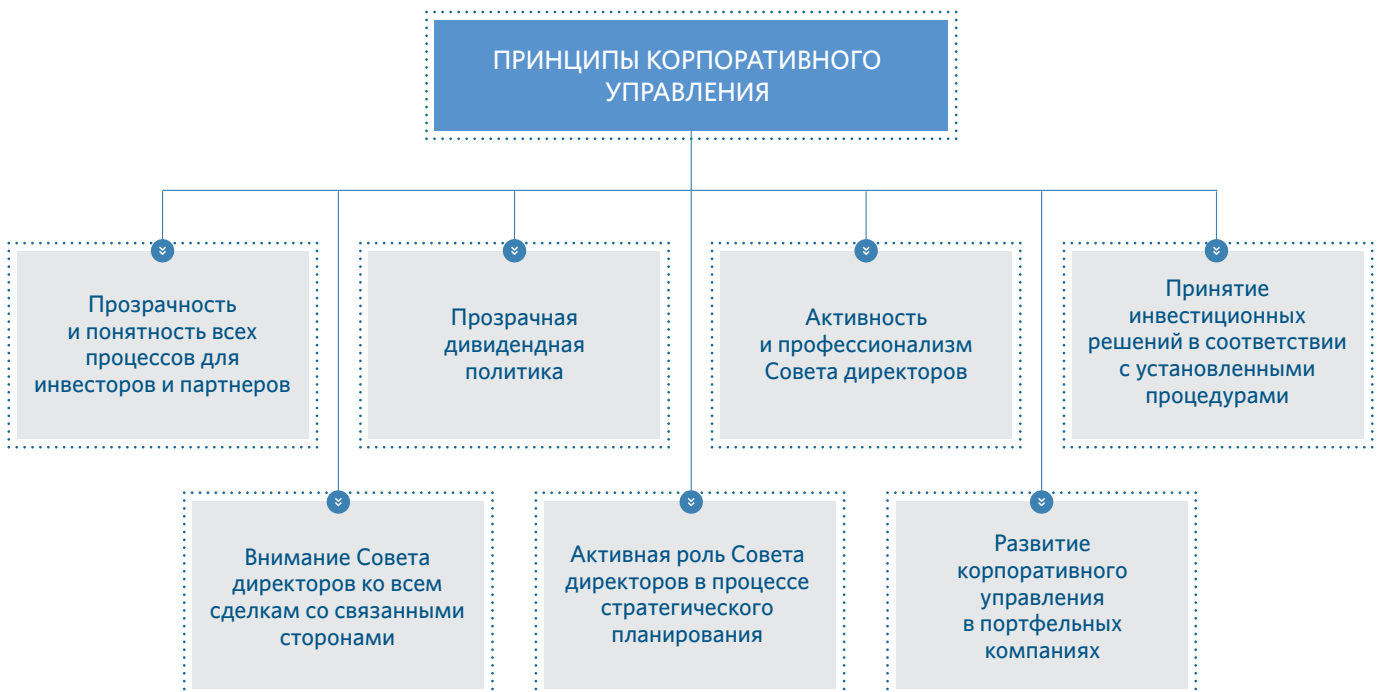 ПРИНЦИПЫ КОРПОРАТИВНОГО
УПРАВЛЕНИЯ
Прозрачность
и понятность всех
процессов для
инвесторов и партнеров
Прозрачная
дивидендная
политика
Активность
и профессионализм
Совета директоров
Принятие
инвестиционных
решений в соответствии
с установленными
процедурами
Внимание Совета
директоров ко всем
сделкам со связанными
сторонами
Активная роль Совета
директоров в процессе
стратегического
планирования
Развитие
корпоративного
управления
в портфельных
компаниях